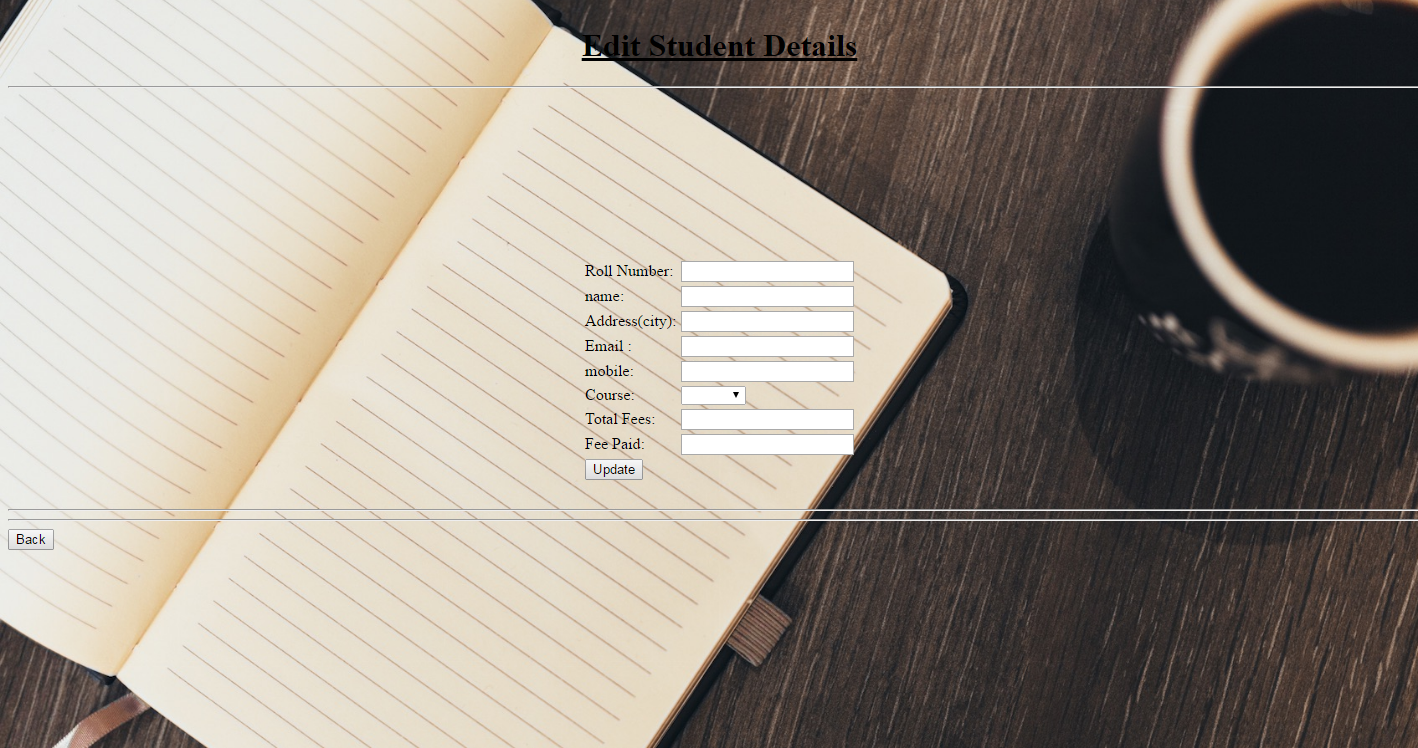 Edit Student Details
Roll Number:
name:
Address(city):
Email :
mobile:
Course:
Total Fees:
Fee Paid:
Update
Back